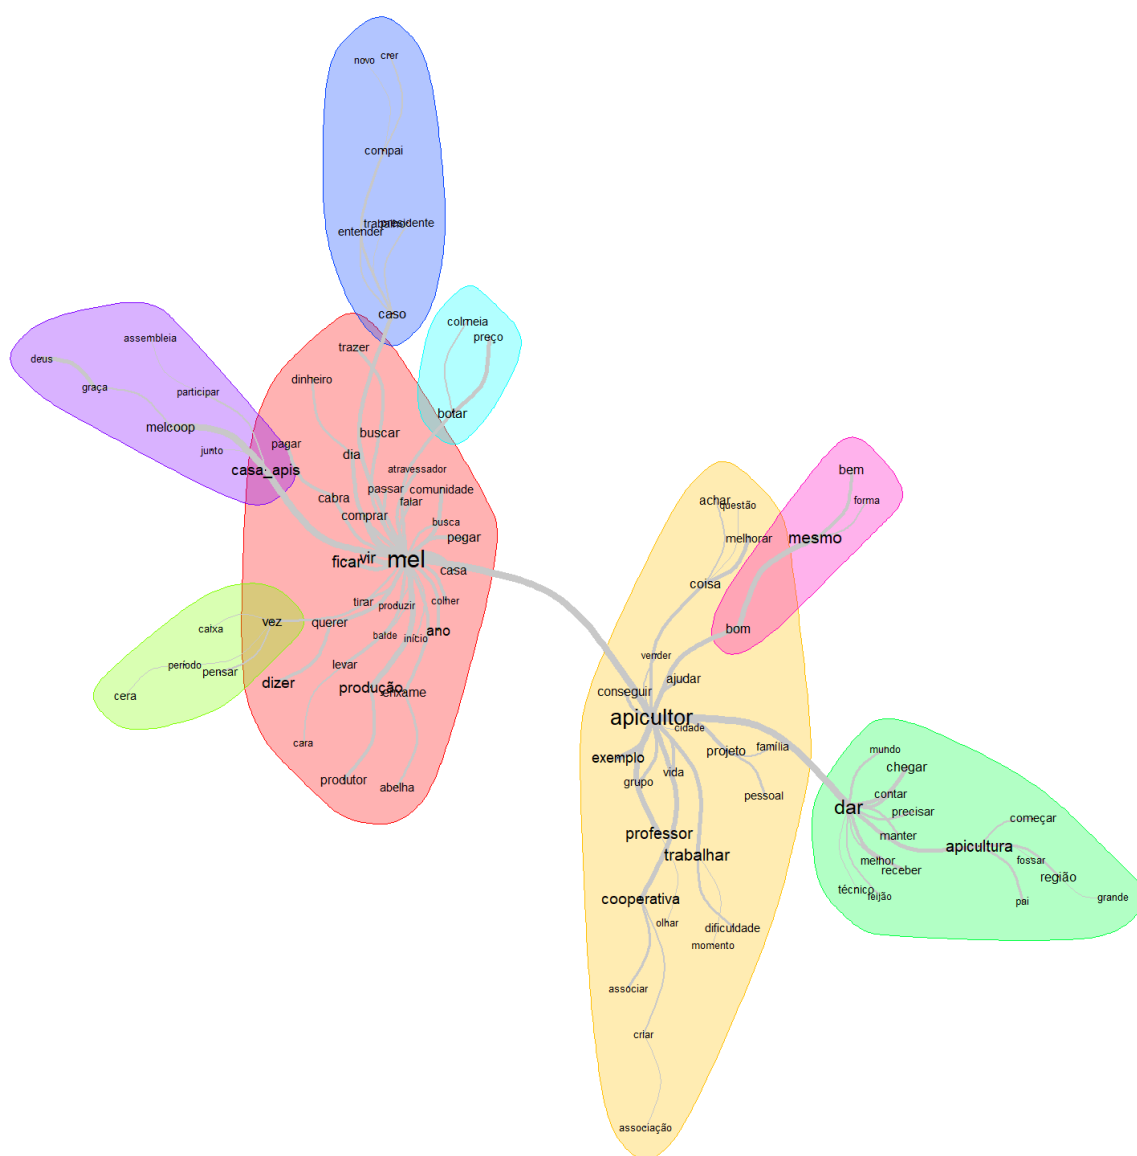 novo
crer
compai
trabalho
presidente
entender
caso
colmeia
preço
botar
assembleia
deus
graça
participar
melcoop
junto
casa_apis
trazer
dinheiro
buscar
pagar
dia
atravessador
passar
comunidade
cabra
falar
comprar
busca
pegar
ficar
vir
mel
casa
tirar
produzir
colher
querer
balde
início
ano
levar
dizer
produção
enxame
cara
produtor
abelha
vez
caixa
período
pensar
cera
achar
questão
melhorar
coisa
bem
forma
mesmo
bom
vender
ajudar
conseguir
apicultor
cidade
exemplo
projeto
família
grupo
vida
pessoal
professor
trabalhar
cooperativa
olhar
dificuldade
momento
associar
criar
associação
mundo
chegar
contar
dar
precisar
começar
manter
apicultura
melhor
receber
fossar
região
técnico
feijão
pai
grande